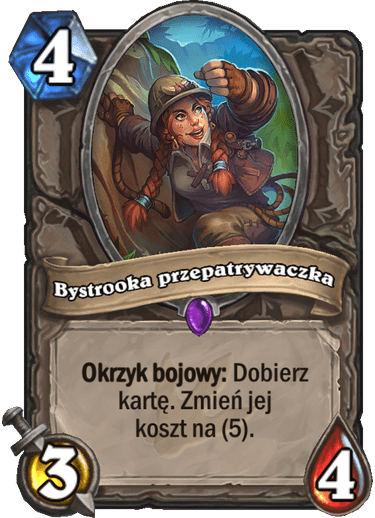 4
Bystrooka przepatrywaczka
Okrzyk bojowy: Dobierz
kartę. Zmień jej
koszt na (5).
3
4